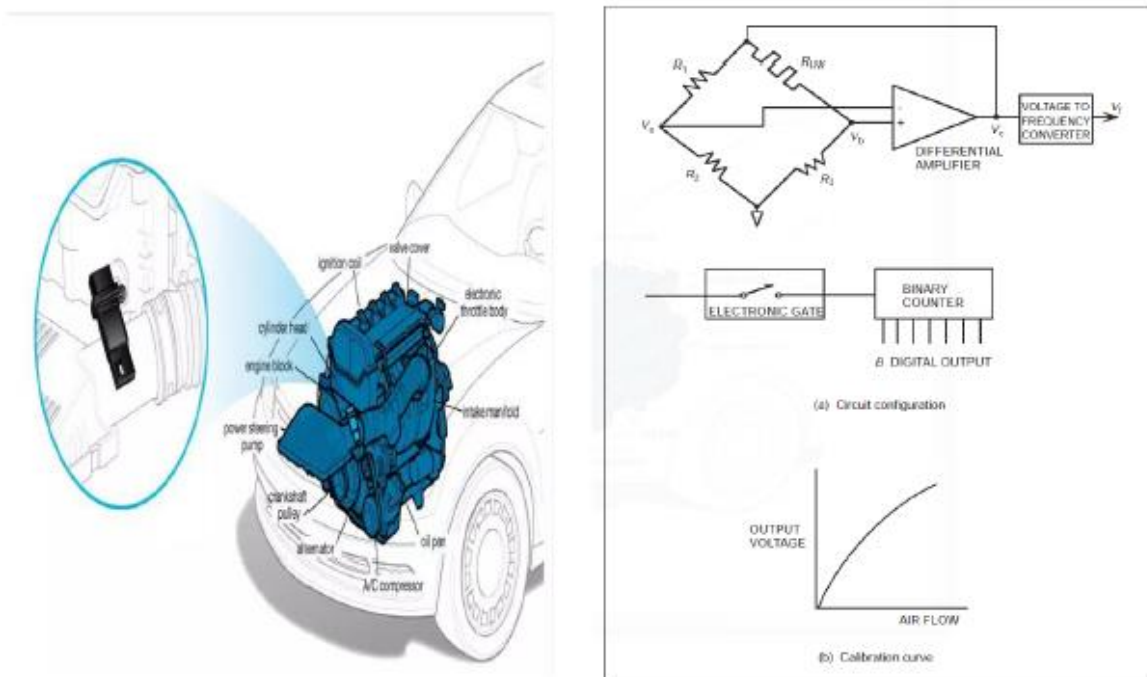 valve cover
ignition coil
electronic
throttle body
cylinder head
engine block
intake manifold
power steering
pump
crankshaft
pulley
oil pan
alternator
A/C compressor
R1
RHW
Va
Vb
-
+
Vc
R2
R3
DIFFERENTIAL
AMPLIFIER
VOLTAGE TO
FREQUENCY
CONVERTER
Vf
ELECTRONIC GATE
BINARY
COUNTER
B DIGITAL OUTPUT
(a) Circuit configuration
OUTPUT
VOLTAGE
AIR FLOW
(b) Calibration curve